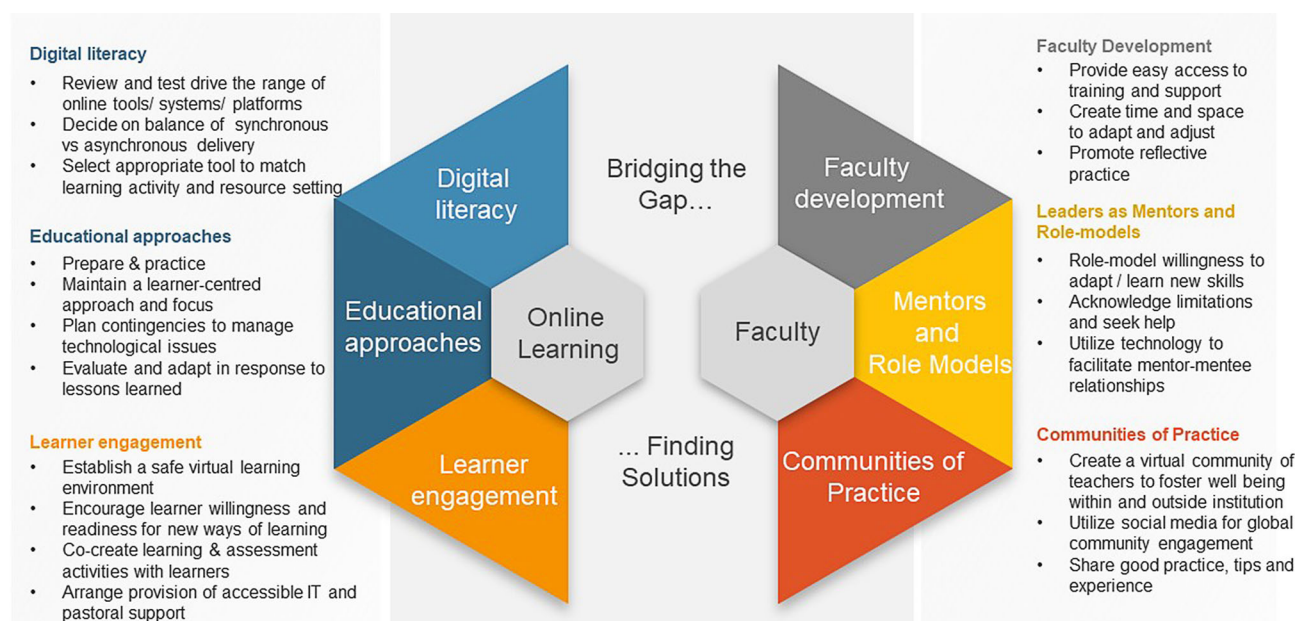 Digital literacy
• Review and test drive the range of
online tools/ systems/ platforms
• Decide on balance of synchronous
vs asynchronous delivery
• Select appropriate tool to match
learning activity and resource setting
Educational approaches
• Prepare & practice
• Maintain a learner-centred
approach and focus
• Plan contingencies to manage
technological issues
• Evaluate and adapt in response to
lessons learned
Learner engagement
• Establish a safe virtual learning
environment
• Encourage learner willingness and
readiness for new ways of learning
• Co-create learning & assessment
activities with learners
• Arrange provision of accessible IT and
pastoral support
Digital
literacy
Educational
approaches
Learner
engagement
Online
Learning
Bridging the
Gap…
... Finding
Solutions
Faculty
Faculty
development
Mentors
and
Role Models
Communities of
Practice
Faculty Development
• Provide easy access to
training and support
• Create time and space
to adapt and adjust
• Promote reflective
practice
Leaders as Mentors and
Role-models
• Role-model willingness to
adapt / learn new skills
• Acknowledge limitations
and seek help
• Utilize technology to
facilitate mentor-mentee
relationships
Communities of Practice
• Create a virtual community of
teachers to foster well being
within and outside institution
• Utilize social media for global
community engagement
• Share good practice, tips and
experience